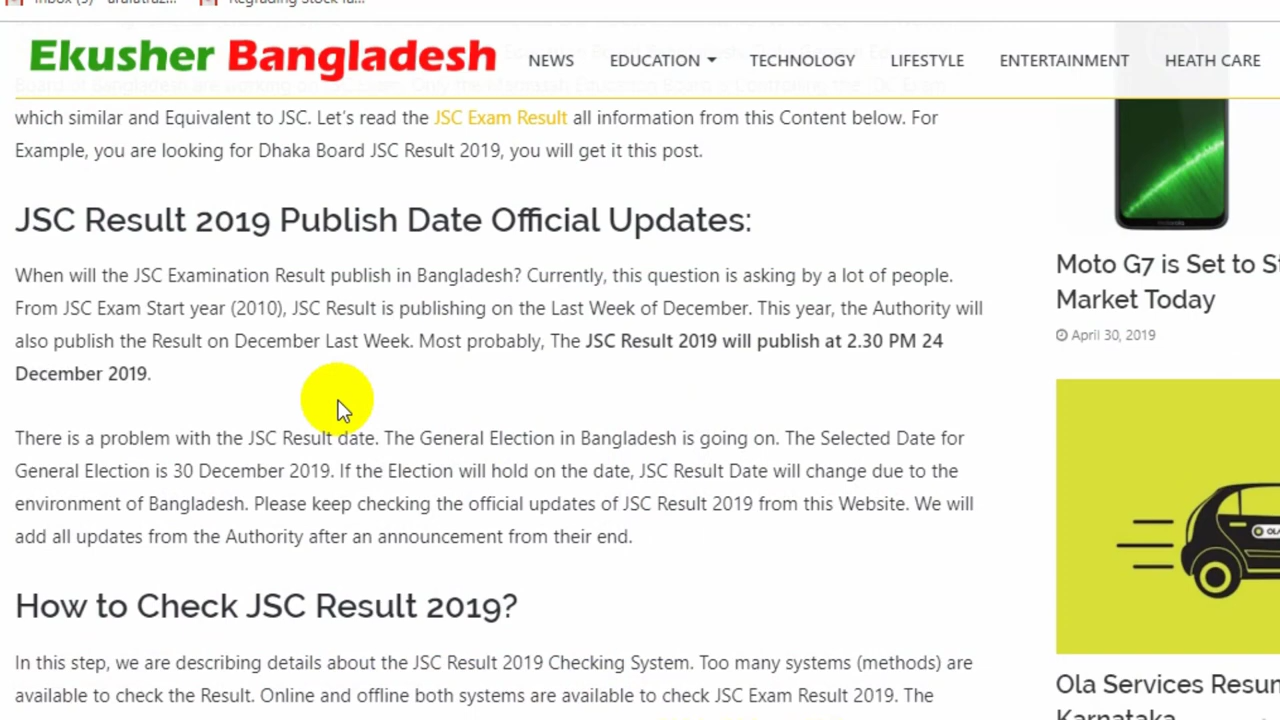 Ekusher Bangladesh
NEWS
EDUCATION
TECHNOLOGY
LIFESTYLE
ENTERTAINMENT
HEATH CARE
which similar and Equivalent to JSC. Let's read the JSC Exam Result all information from this Content below. For
Example, you are looking for Dhaka Board JSC Result 2019, you will get it this post.
JSC Result 2019 Publish Date Official Updates:
When will the JSC Examination Result publish in Bangladesh? Currently, this question is asking by a lot of people.
From JSC Exam Start year (2010), JSC Result is publishing on the Last Week of December. This year, the Authority will
also publish the Result on December Last Week. Most probably, The JSC Result 2019 will publish at 2.30 PM 24
December 2019.
There is a problem with the JSC Result date. The General Election in Bangladesh is going on. The Selected Date for
General Election is 30 December 2019. If the Election will hold on the date, JSC Result Date will change due to the
environment of Bangladesh. Please keep checking the official updates of JSC Result 2019 from this Website. We will
add all updates from the Authority after an announcement from their end.
How to Check JSC Result 2019?
In this step, we are describing details about the JSC Result 2019 Checking System. Too many systems (methods) are
available to check the Result. Online and offline both systems are available to check JSC Exam Result 2019. The
Moto G7 is Set to
Market Today
April 30, 2019
Ola Services
Karnataka